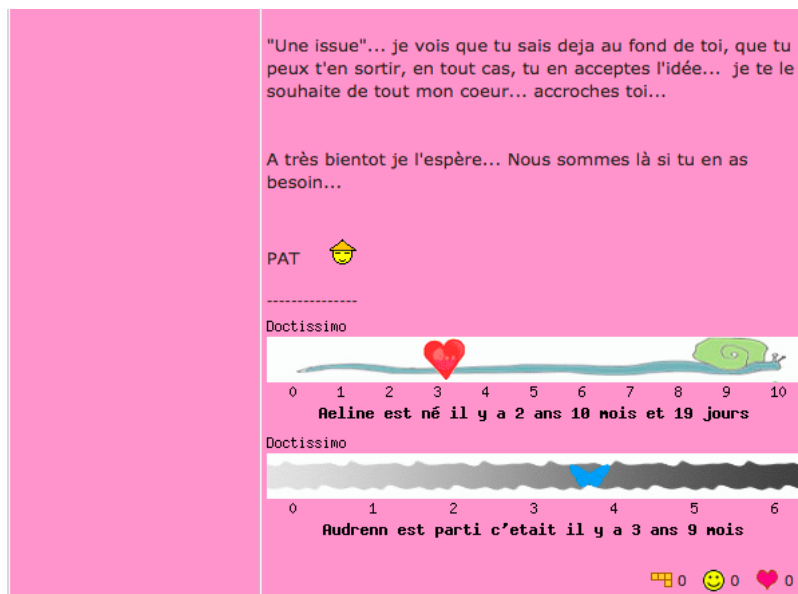 "Une issue"... je vois que tu sais deja au fond de toi, que tu
peux t'en sortir, en tout cas, tu en acceptes l'idée... je te le
souhaite de tout mon coeur... accroches toi...
A très bientot je l'espère... Nous sommes là si tu en as
besoin...
PAT
---------------
Doctissimo
0 1 2 3 4 5 6 7 8 9 10
Aeline est né il y a 2 ans 10 mois et 19 jours
Doctissimo
0 1 2 3 4 5 6
Audrenn est parti c'etait il y a 3 ans 9 mois
0 0 0